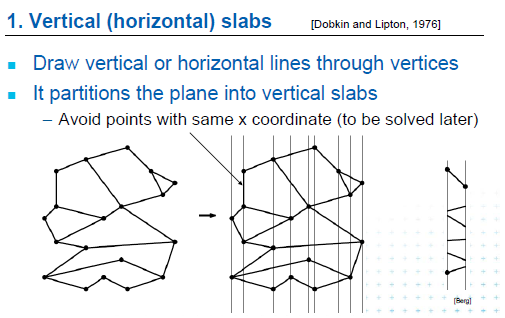 1. Vertical (horizontal) slabs [Dobkin and Lipton, 1976]
Draw vertical or horizontal lines through vertices
It partitions the plane into vertical slabs
– Avoid points with same x coordinate (to be solved later)
[Berg]